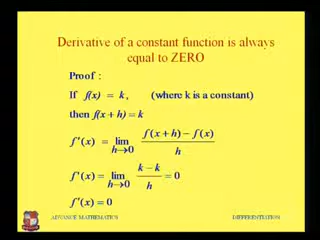 Derivative of a constant function is always
equal to ZERO
Proof :
If f(x) = k, (where k is a constant)
then f(x + h) = k
f ′(x) = lim h→0 f (x + h) – f (x) / h
f ′(x) = lim h→0 k – k / h = 0
f ′(x) = 0
ADVANCE MATHEMATICS DIFFERENTIATION